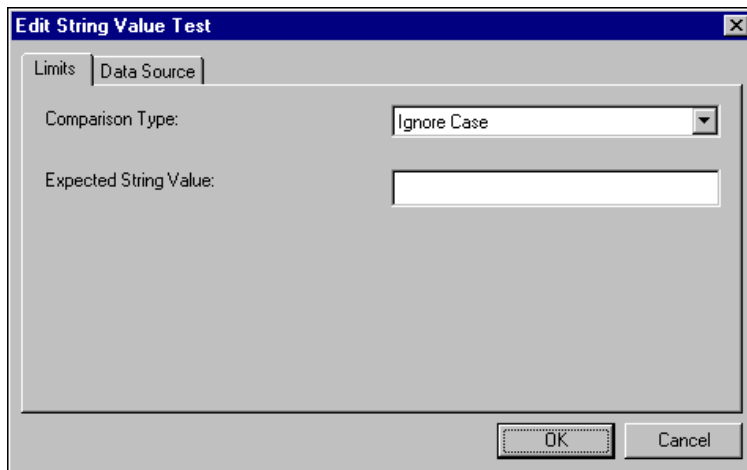 Edit String Value Test
Limits Data Source
Comparison Type: Ignore Case
Expected String Value:
OK Cancel